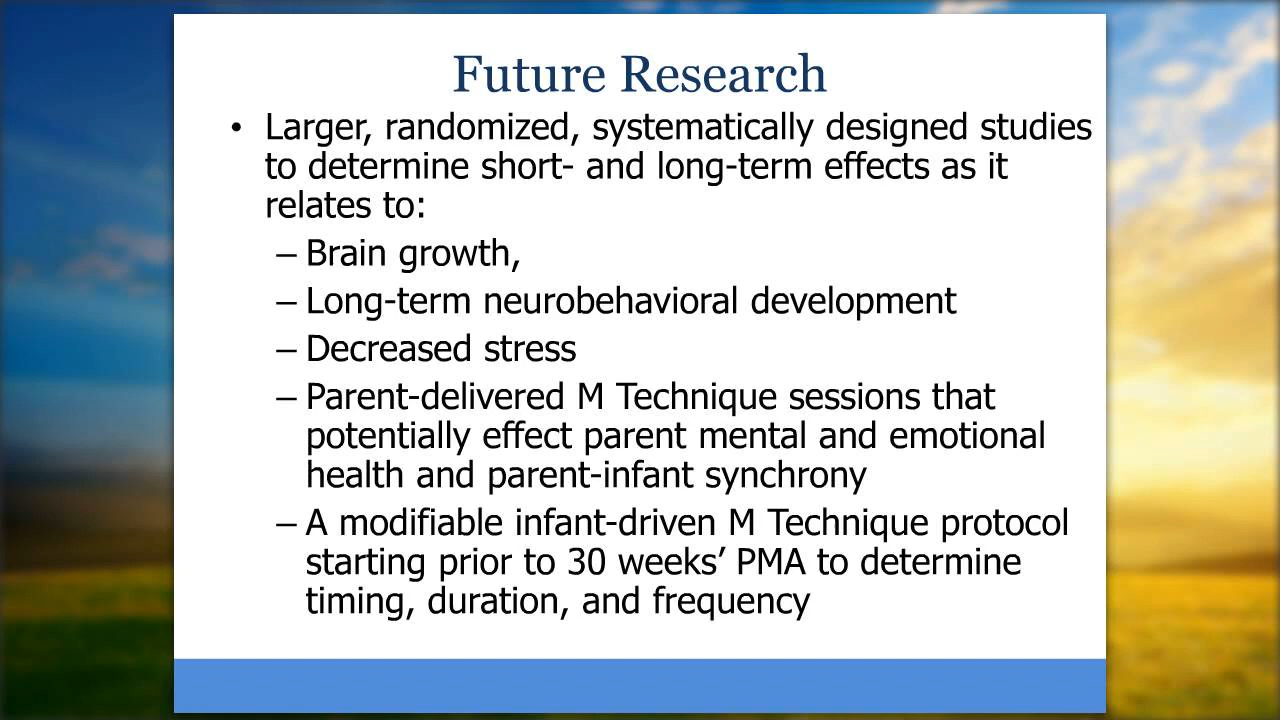 Future Research
• Larger, randomized, systematically designed studies
to determine short- and long-term effects as it
relates to:
– Brain growth,
– Long-term neurobehavioral development
– Decreased stress
– Parent-delivered M Technique sessions that
potentially effect parent mental and emotional
health and parent-infant synchrony
– A modifiable infant-driven M Technique protocol
starting prior to 30 weeks’ PMA to determine
timing, duration, and frequency